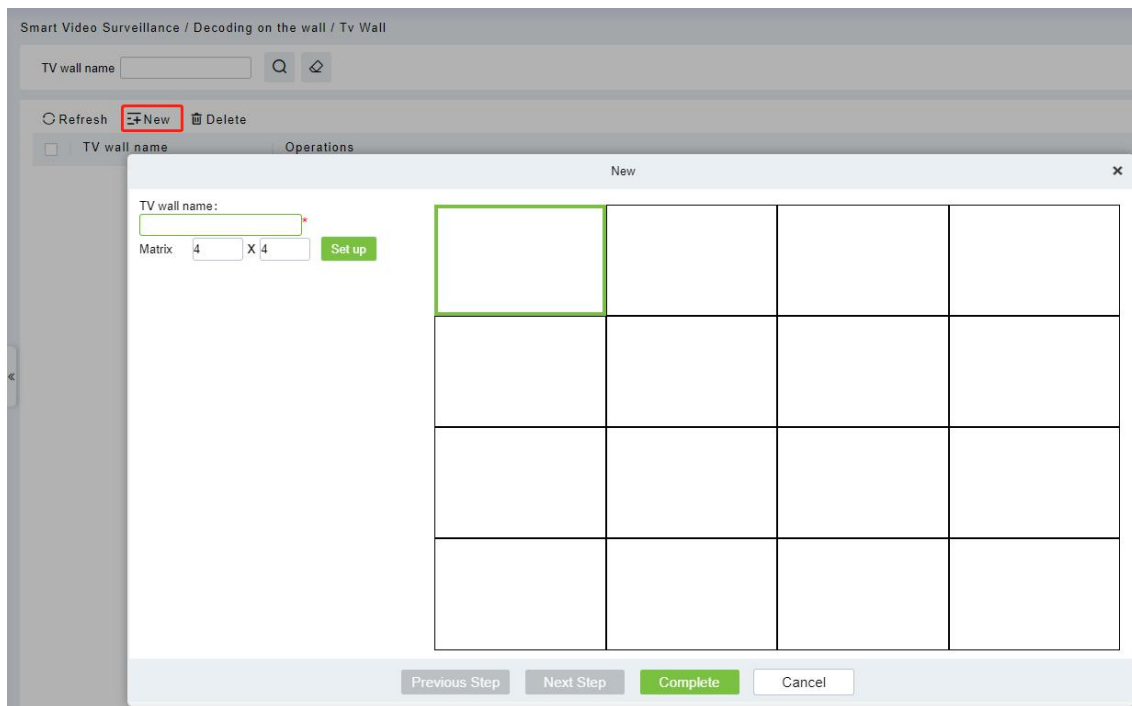 Smart Video Surveillance / Decoding on the wall / Tv Wall
TV wall name
Refresh New Delete
TV wall name Operations
New
TV wall name:
*
Matrix 4 X 4 Set up
Previous Step Next Step Complete Cancel